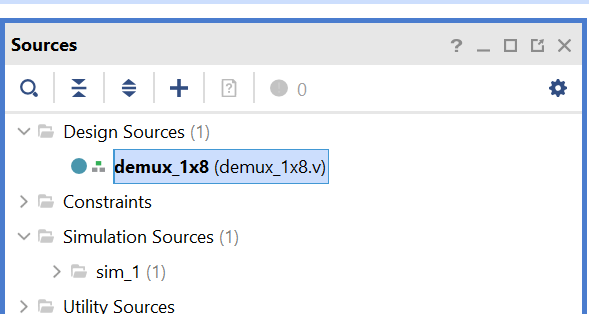 Sources
? 
0
Design Sources (1)
demux_1x8 (demux_1x8.v)
Constraints
Simulation Sources (1)
sim_1 (1)
Utility Sources